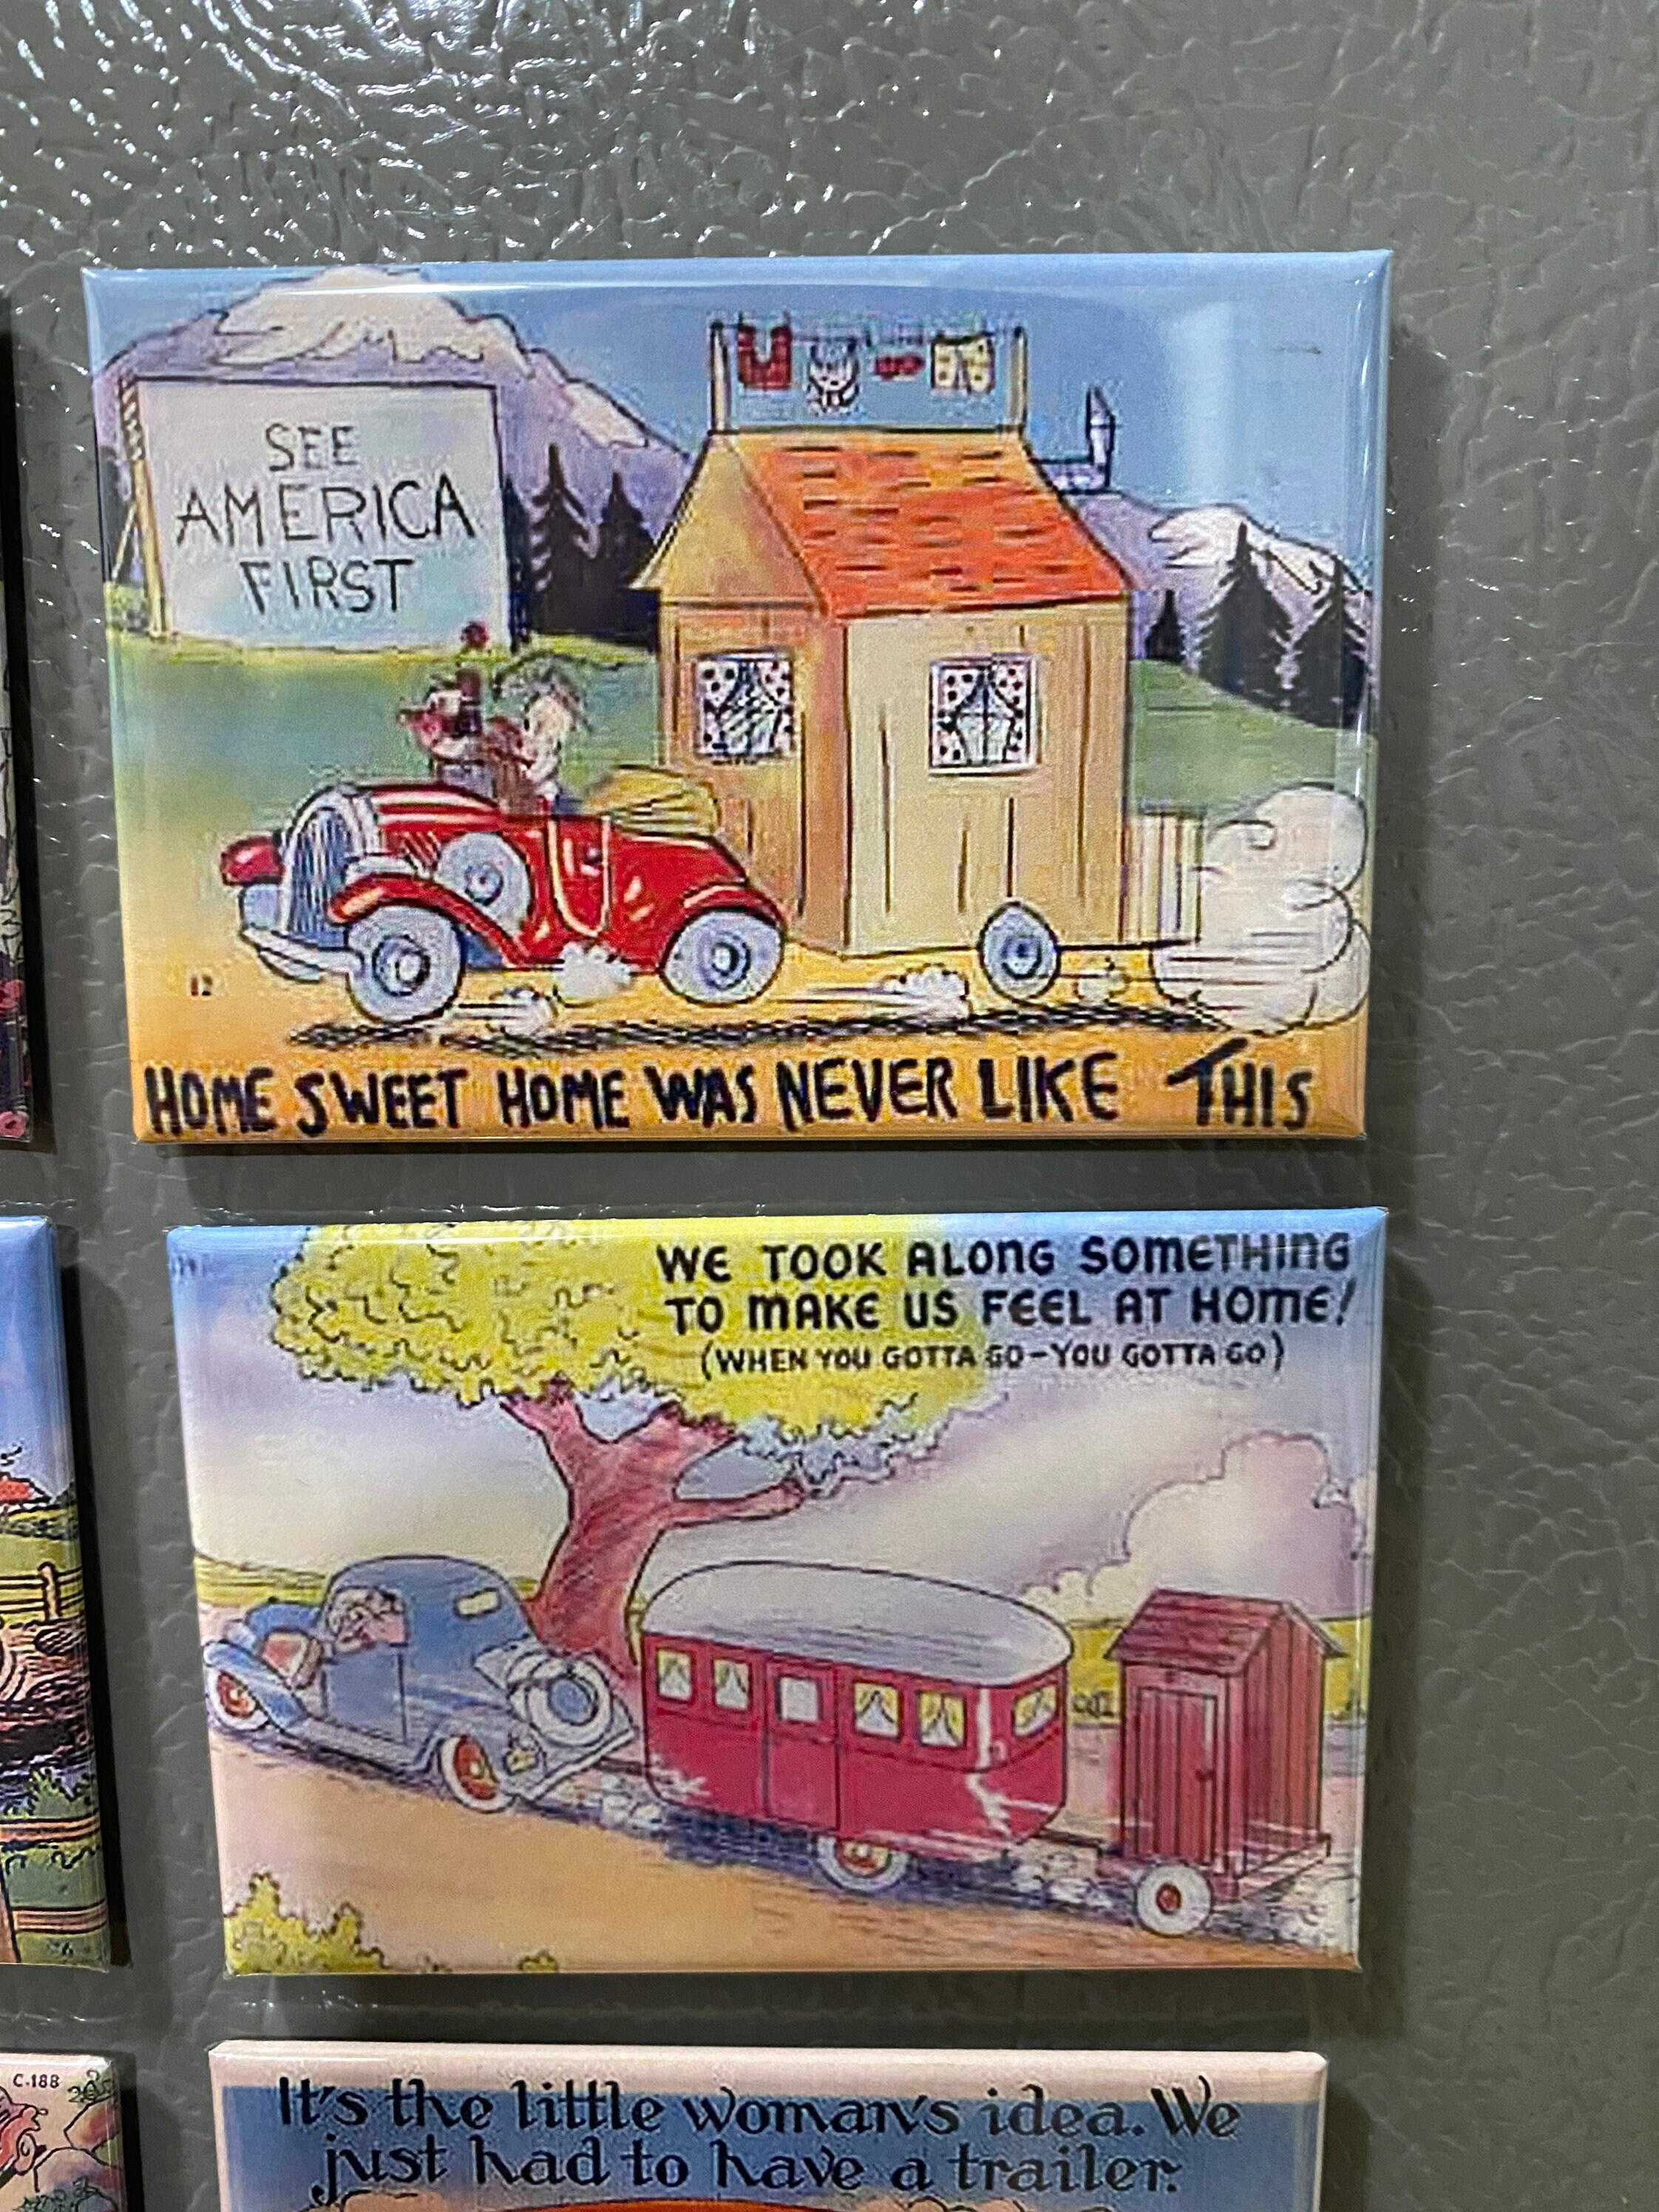 SEE
AMERICA
FIRST
12
HOME SWEET HOME WAS NEVER LIKE THIS
WE TOOK ALONG SOMETHING
TO MAKE US FEEL AT HOME!
(WHEN YOU GOTTA GO-YOU GOTTA GO)
C-188
It's the little woman's idea. We
just had to have a trailer.